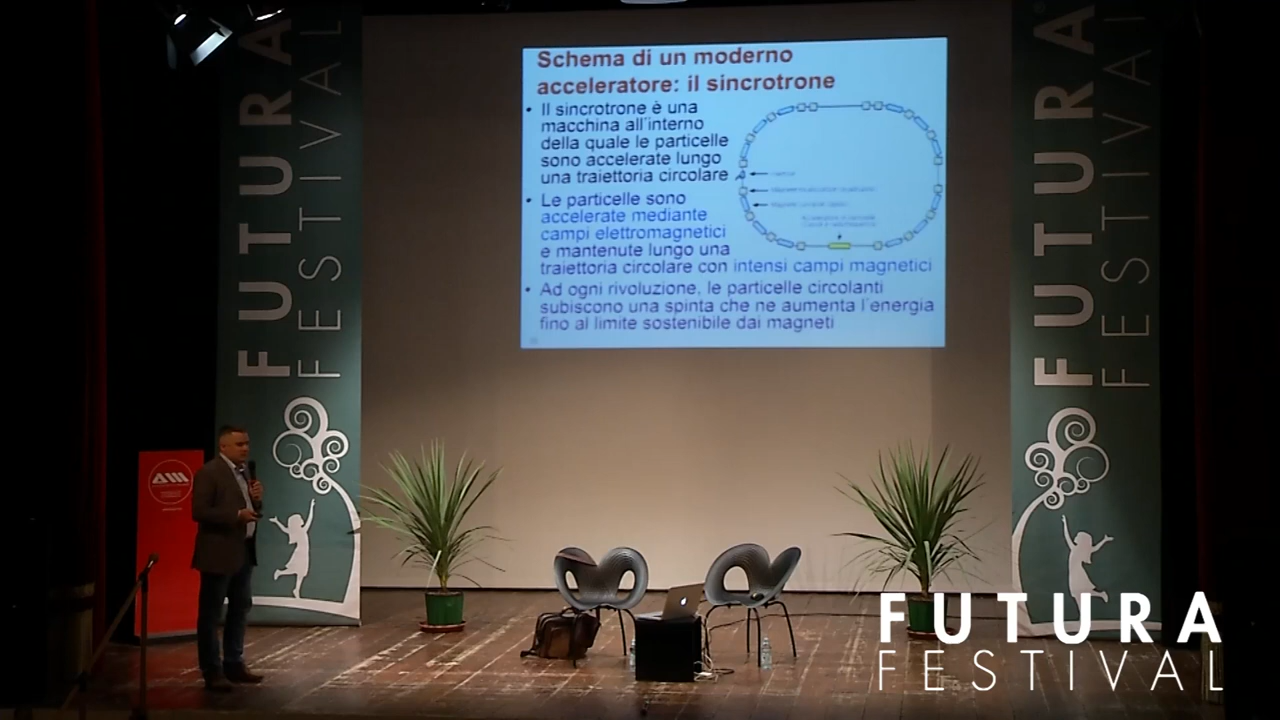 FUTURA
FESTIVAL
Schema di un moderno
acceleratore: il sincrotrone
• Il sincrotrone è una
macchina all'interno
della quale le particelle
sono accelerate lungo
una traiettoria circolare
• Le particelle sono
accelerate mediante
campi elettromagnetici
e mantenute lungo una
traiettoria circolare con intensi campi magnetici
• Ad ogni rivoluzione, le particelle circolanti
subiscono una spinta che ne aumenta l'energia
fino al limite sostenibile dai magneti
FUTURA
FESTIVAL
FUTURA
FESTIVAL